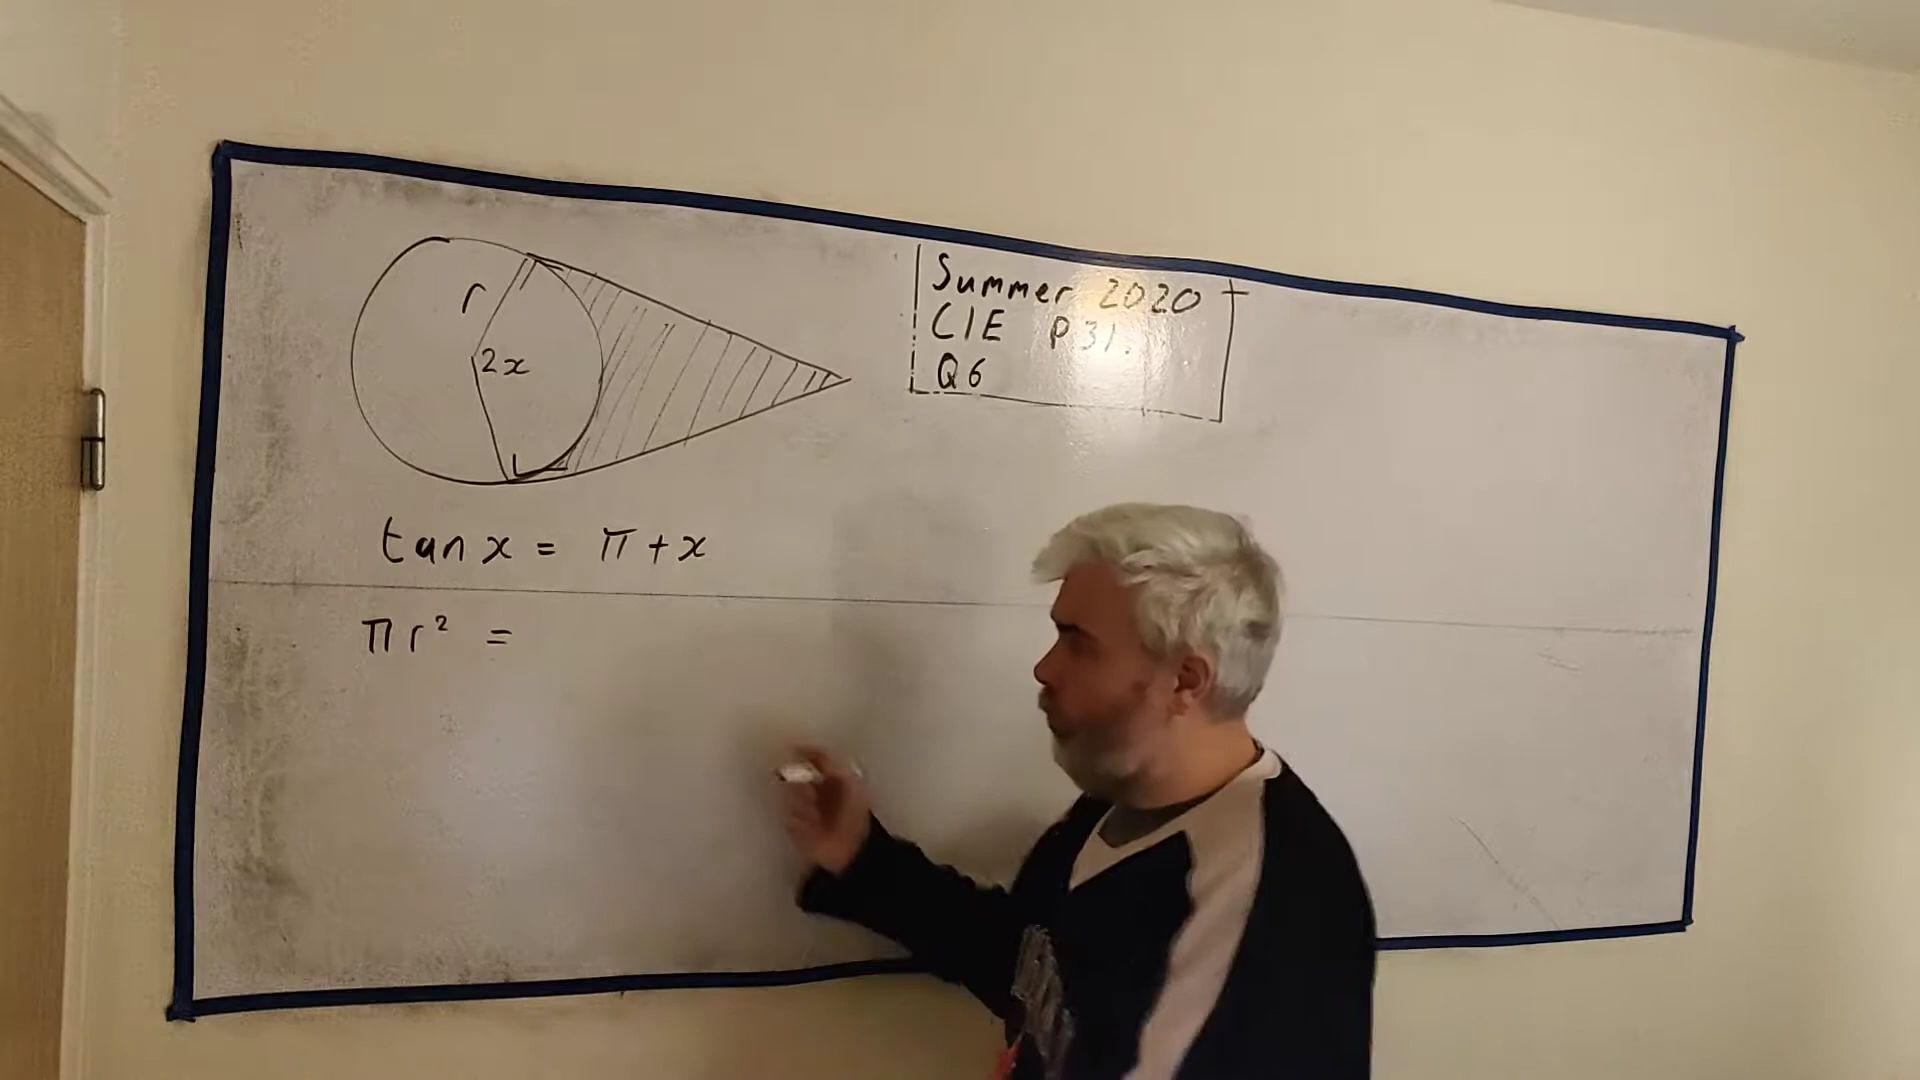 r
2x
Summer 2020
CIE P31.
Q6
tan x = π + x
πr² =